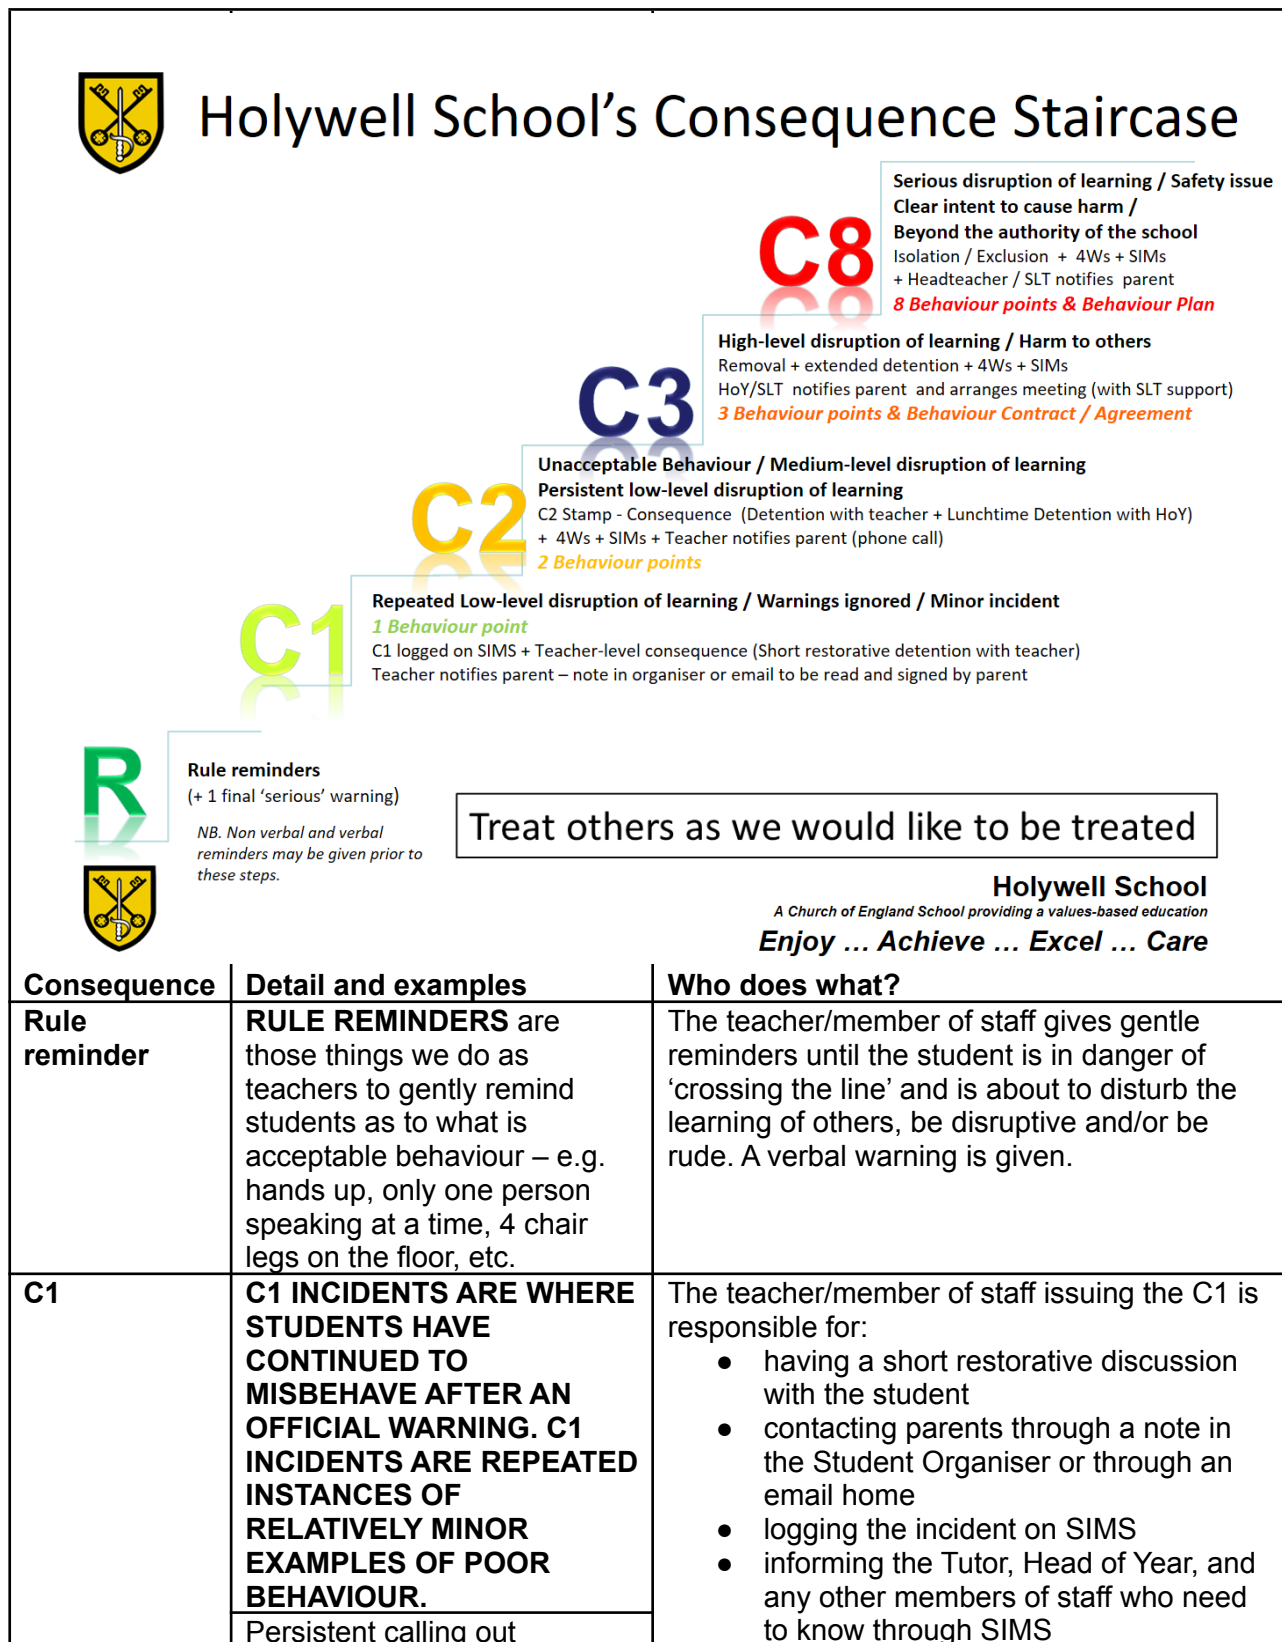 Holywell School’s Consequence Staircase
C8
Serious disruption of learning / Safety issue
Clear intent to cause harm /
Beyond the authority of the school
Isolation / Exclusion + 4Ws + SIMs
+ Headteacher / SLT notifies parent
8 Behaviour points & Behaviour Plan
C3
High-level disruption of learning / Harm to others
Removal + extended detention + 4Ws + SIMs
HoY/SLT notifies parent and arranges meeting (with SLT support)
3 Behaviour points & Behaviour Contract / Agreement
C2
Unacceptable Behaviour / Medium-level disruption of learning
Persistent low-level disruption of learning
C2 Stamp - Consequence (Detention with teacher + Lunchtime Detention with HoY)
+ 4Ws + SIMs + Teacher notifies parent (phone call)
2 Behaviour points
C1
Repeated Low-level disruption of learning / Warnings ignored / Minor incident
1 Behaviour point
C1 logged on SIMS + Teacher-level consequence (Short restorative detention with teacher)
Teacher notifies parent – note in organiser or email to be read and signed by parent
R
Rule reminders
(+ 1 final ‘serious’ warning)
NB. Non verbal and verbal
reminders may be given prior to
these steps.
Treat others as we would like to be treated
Holywell School
A Church of England School providing a values-based education
Enjoy … Achieve … Excel … Care
Consequence
Detail and examples
Who does what?
Rule
reminder
RULE REMINDERS are
those things we do as
teachers to gently remind
students as to what is
acceptable behaviour – e.g.
hands up, only one person
speaking at a time, 4 chair
legs on the floor, etc.
The teacher/member of staff gives gentle
reminders until the student is in danger of
‘crossing the line’ and is about to disturb the
learning of others, be disruptive and/or be
rude. A verbal warning is given.
C1
C1 INCIDENTS ARE WHERE
STUDENTS HAVE
CONTINUED TO
MISBEHAVE AFTER AN
OFFICIAL WARNING. C1
INCIDENTS ARE REPEATED
INSTANCES OF
RELATIVELY MINOR
EXAMPLES OF POOR
BEHAVIOUR.
Persistent calling out
The teacher/member of staff issuing the C1 is
responsible for:
● having a short restorative discussion
with the student
● contacting parents through a note in
the Student Organiser or through an
email home
● logging the incident on SIMS
● informing the Tutor, Head of Year, and
any other members of staff who need
to know through SIMS